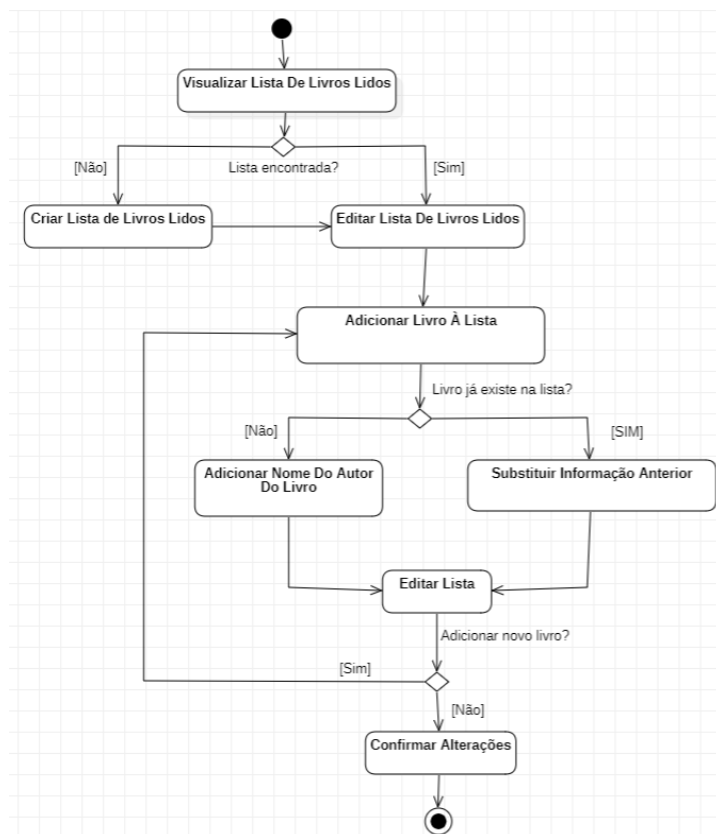 Visualizar Lista De Livros Lidos
[Não]
Lista encontrada?
[Sim]
Criar Lista de Livros Lidos
Editar Lista De Livros Lidos
Adicionar Livro À Lista
Livro já existe na lista?
[Não]
[SIM]
Adicionar Nome Do Autor
Do Livro
Substituir Informação Anterior
Editar Lista
Adicionar novo livro?
[Sim]
[Não]
Confirmar Alterações